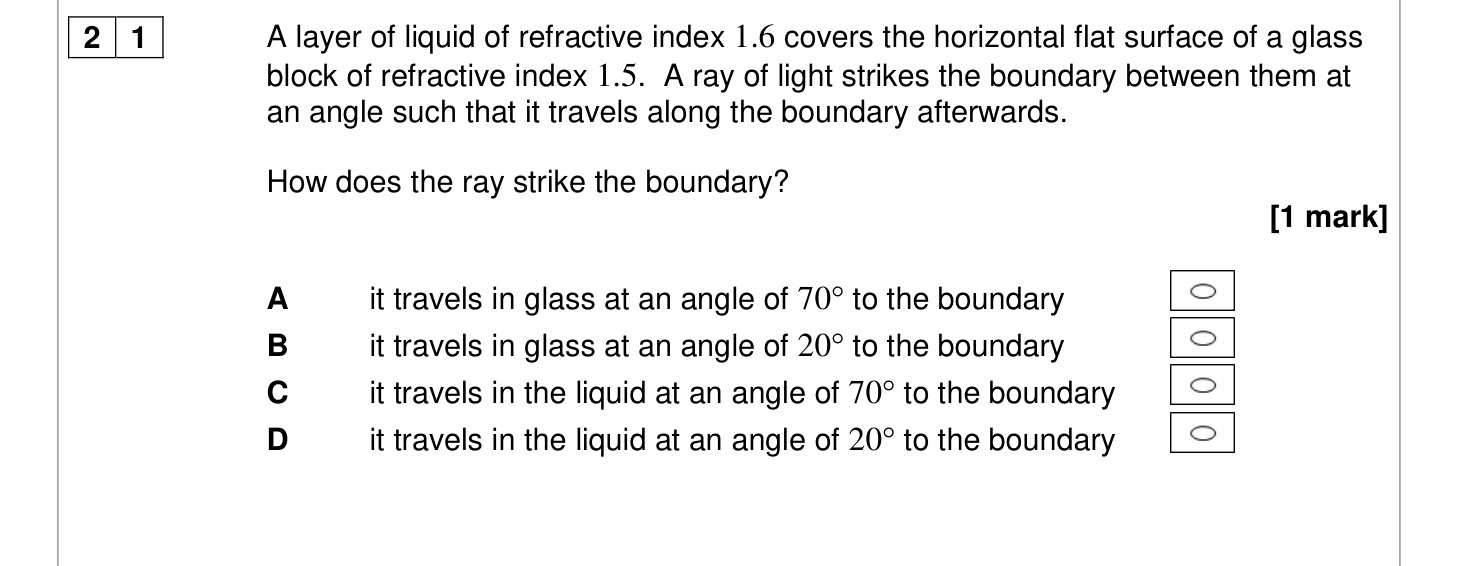 2 1 A layer of liquid of refractive index 1.6 covers the horizontal flat surface of a glass
block of refractive index 1.5. A ray of light strikes the boundary between them at
an angle such that it travels along the boundary afterwards.
How does the ray strike the boundary?
[1 mark]
A it travels in glass at an angle of 70° to the boundary
B it travels in glass at an angle of 20° to the boundary
C it travels in the liquid at an angle of 70° to the boundary
D it travels in the liquid at an angle of 20° to the boundary